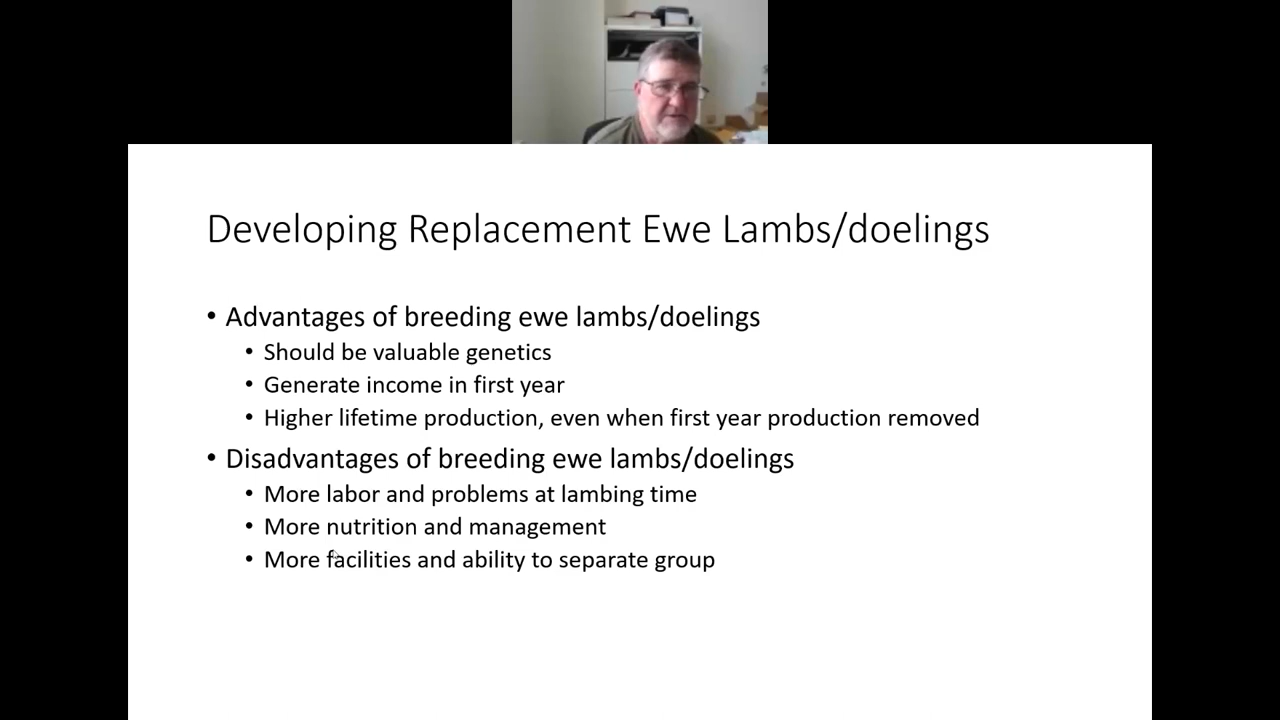 Developing Replacement Ewe Lambs/doelings
• Advantages of breeding ewe lambs/doelings
• Should be valuable genetics
• Generate income in first year
• Higher lifetime production, even when first year production removed
• Disadvantages of breeding ewe lambs/doelings
• More labor and problems at lambing time
• More nutrition and management
• More facilities and ability to separate group